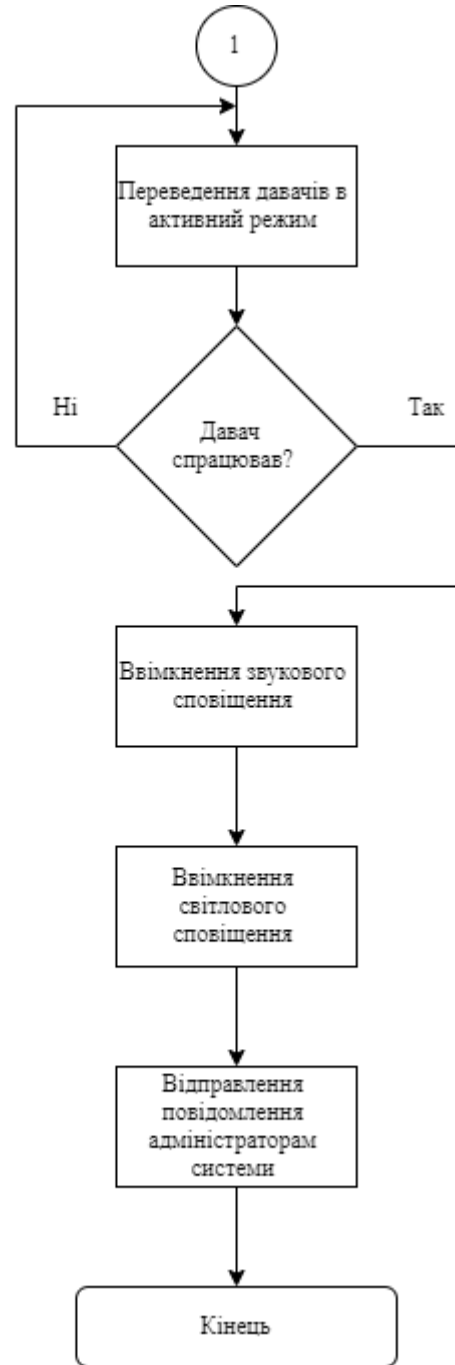 1
Переведення давачів в
активний режим
Ні
Так
Давач
спрацював?
Ввімкнення звукового
сповіщення
Ввімкнення
світлового
сповіщення
Відправлення
повідомлення
адміністраторам
системи
Кінець